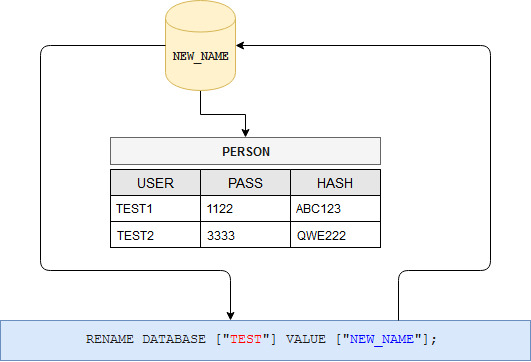 NEW_NAME
PERSON
USER PASS HASH
TEST1 1122 ABC123
TEST2 3333 QWE222
RENAME DATABASE ["TEST"] VALUE ["NEW_NAME"];